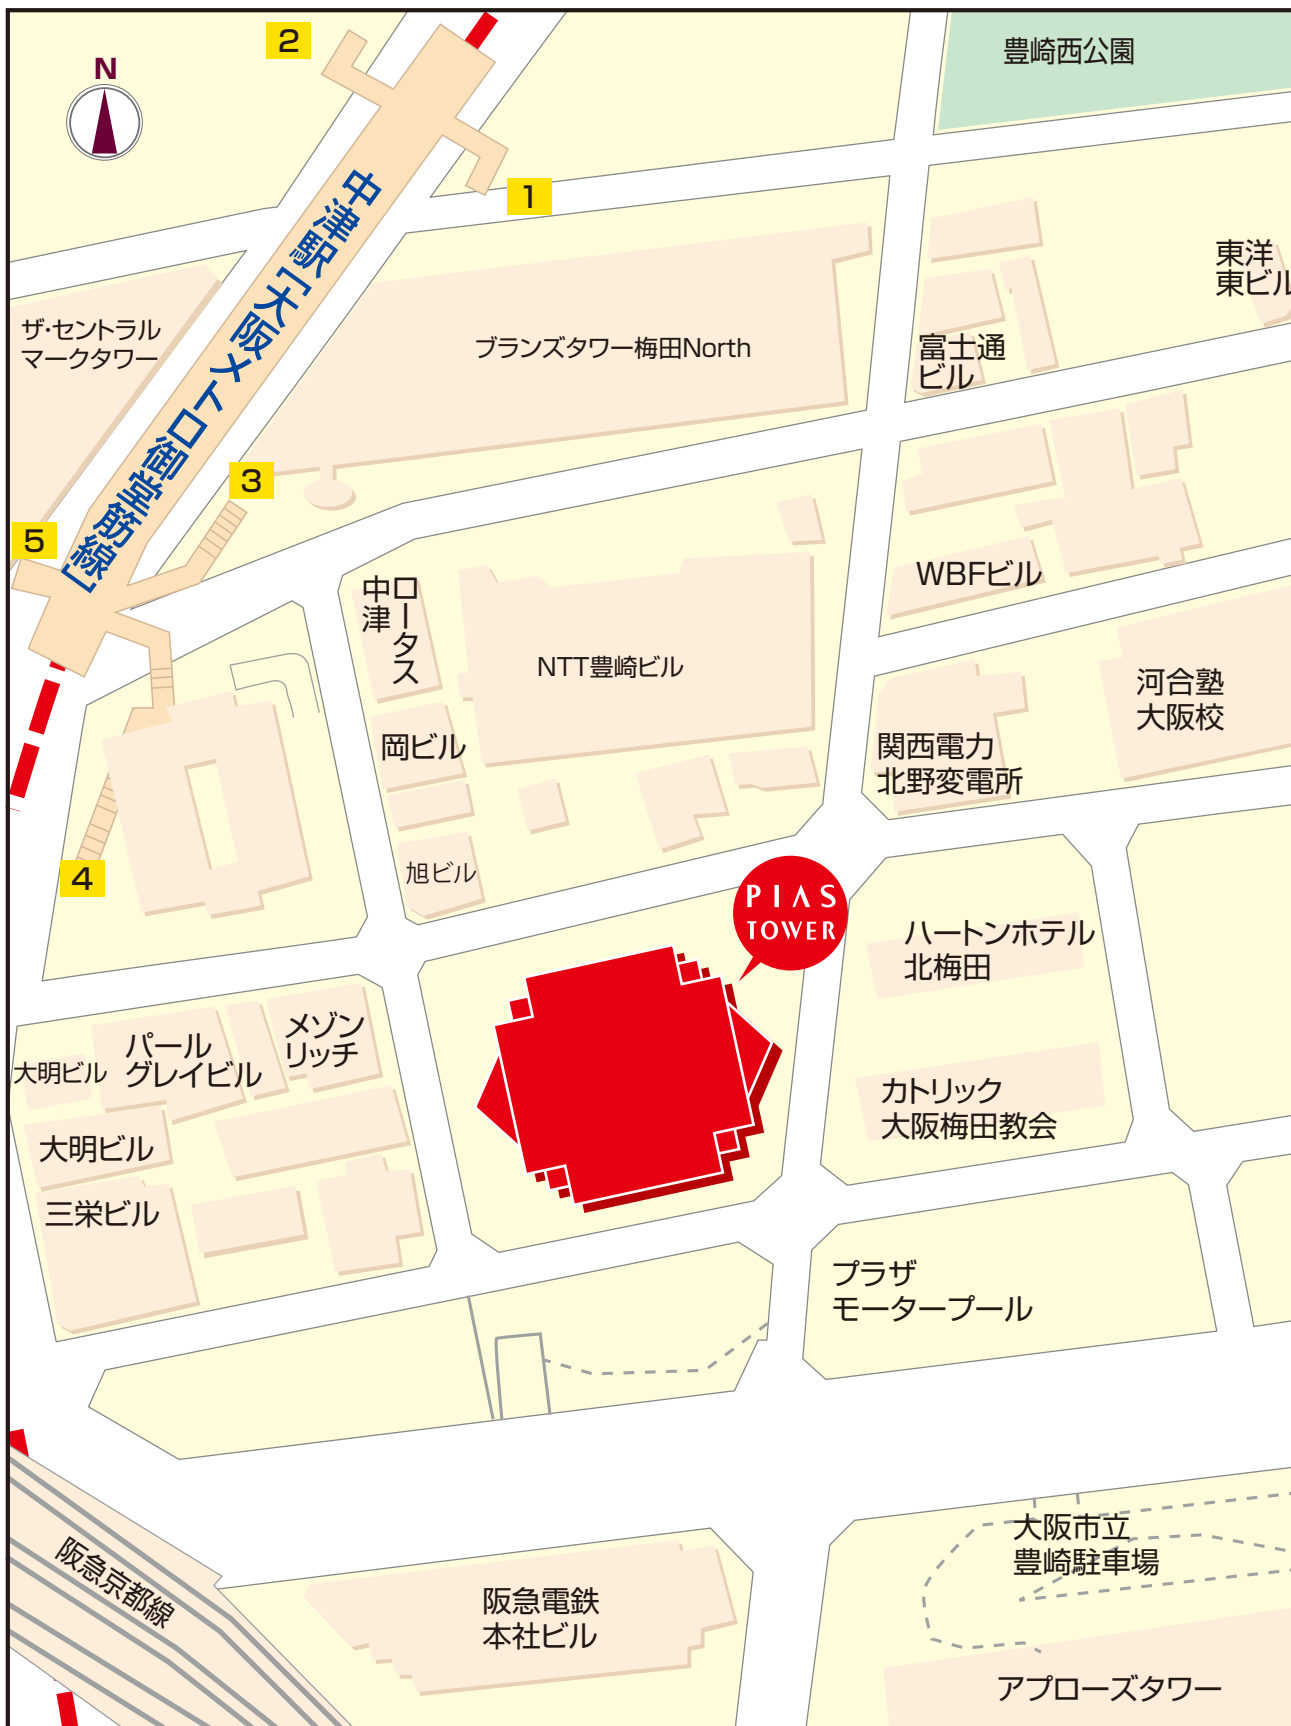 2
豊崎西公園
N
1
中津駅［大阪メトロ御堂筋線］
東洋
東ビル
ザ・セントラル
マークタワー
ブランズタワー梅田North
富士通
ビル
3
5
WBFビル
ロータス
中津
NTT豊崎ビル
河合塾
大阪校
岡ビル
関西電力
北野変電所
4
旭ビル
PIAS
TOWER
ハートンホテル
北梅田
メゾン
リッチ
パール
グレイビル
大明ビル
カトリック
大阪梅田教会
大明ビル
三栄ビル
プラザ
モータープール
大阪市立
豊崎駐車場
阪急京都線
阪急電鉄
本社ビル
アプローズタワー